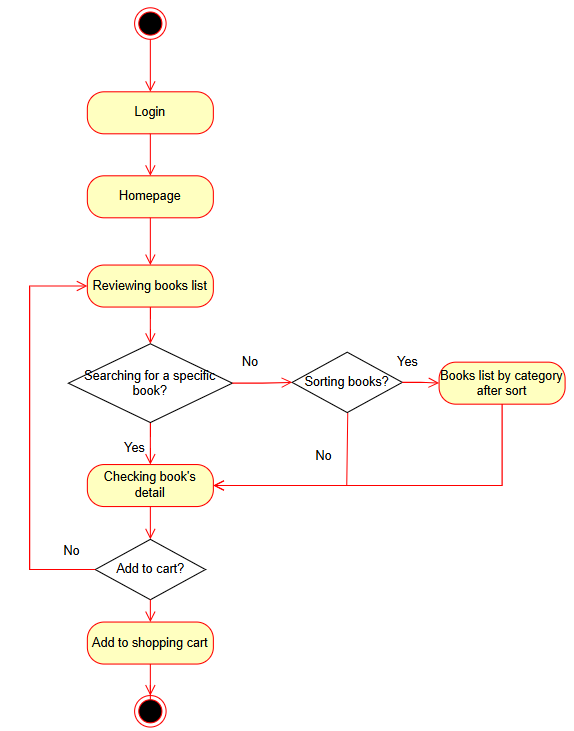 Login
Homepage
Reviewing books list
Searching for a specific
book?
No
Sorting books?
Yes
Books list by category
after sort
Yes
No
Checking book's
detail
No
Add to cart?
Add to shopping cart